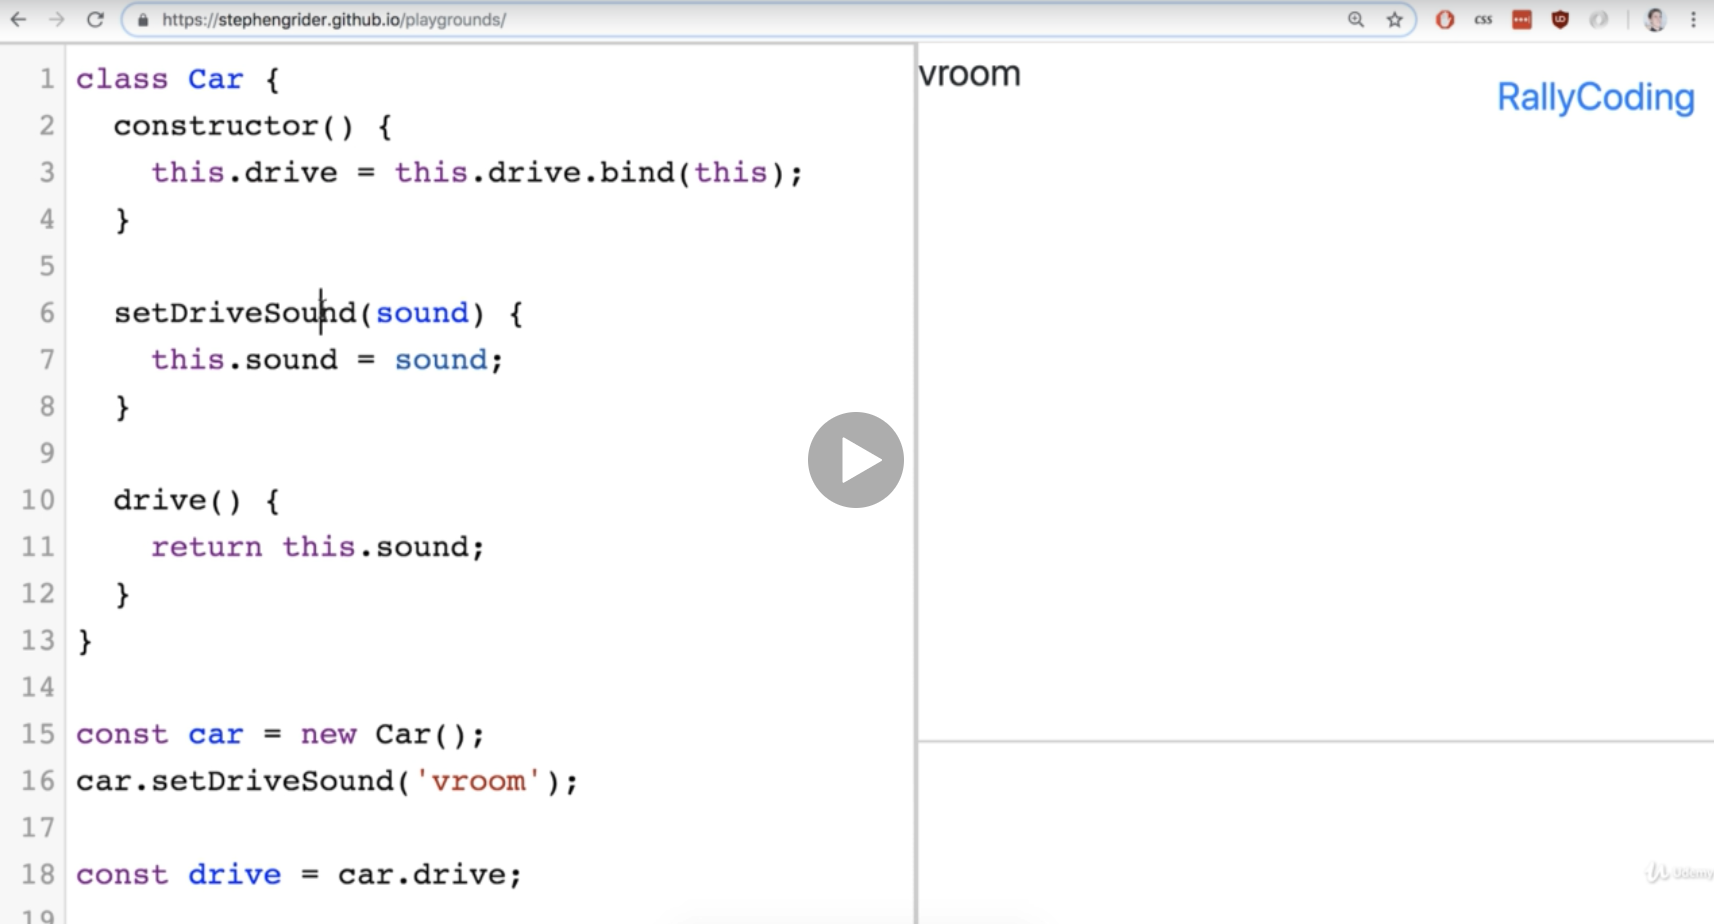 https://stephengrider.github.io/playgrounds/
css
1 class Car {
2 constructor() {
3 this.drive = this.drive.bind(this);
4 }
5
6 setDriveSound(sound) {
7 this.sound = sound;
8 }
9
10 drive() {
11 return this.sound;
12 }
13 }
14
15 const car = new Car();
16 car.setDriveSound('vroom');
17
18 const drive = car.drive;
19
vroom
RallyCoding
Udemy